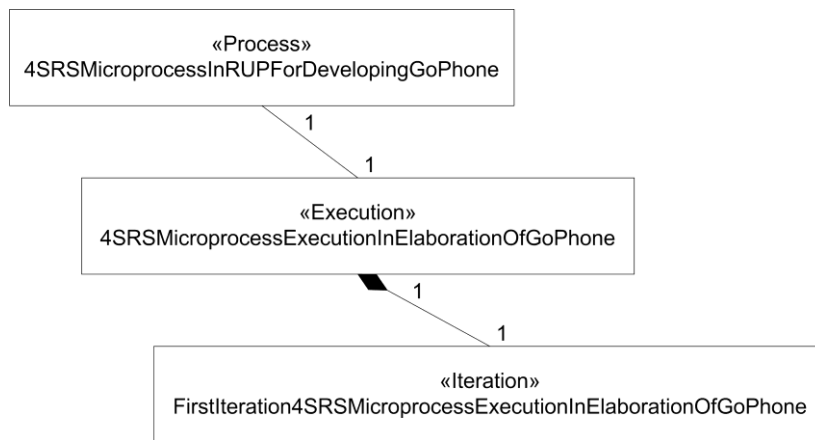 «Process»
4SRSMicroprocessInRUPForDevelopingGoPhone
1
1
«Execution»
4SRSMicroprocessExecutionInElaborationOfGoPhone
1
1
«Iteration»
FirstIteration4SRSMicroprocessExecutionInElaborationOfGoPhone